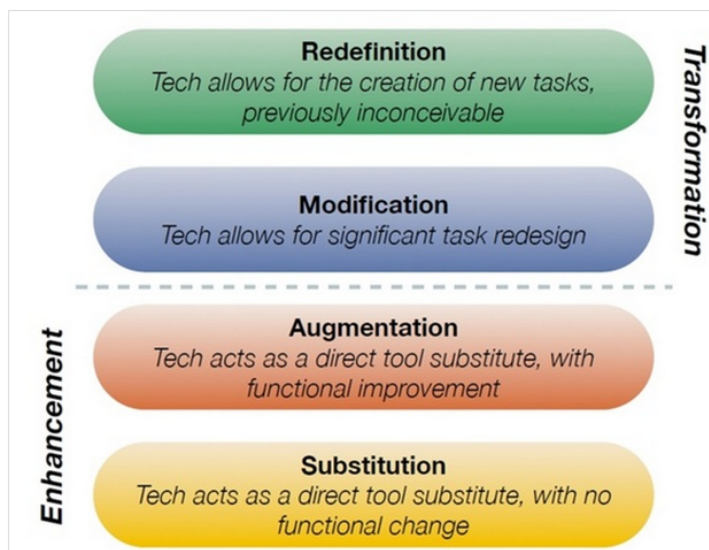 Redefinition
Tech allows for the creation of new tasks,
previously inconceivable
Transformation
Modification
Tech allows for significant task redesign
Augmentation
Tech acts as a direct tool substitute, with
functional improvement
Enhancement
Substitution
Tech acts as a direct tool substitute, with no
functional change